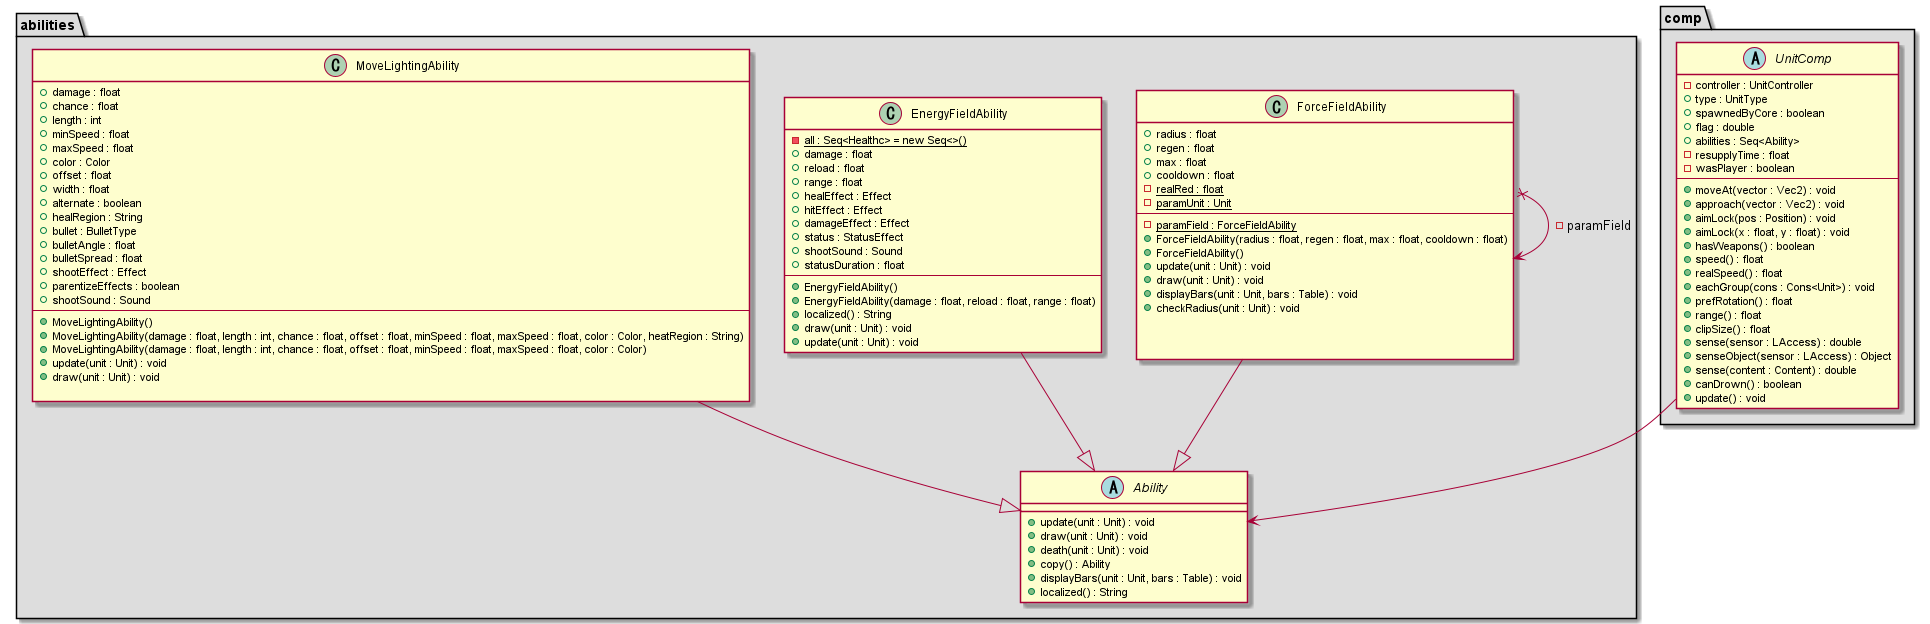 abilities
C MoveLightingAbility
damage : float
chance : float
length : int
minSpeed : float
maxSpeed : float
color : Color
offset : float
width : float
alternate : boolean
healRegion : String
bullet : BulletType
bulletAngle : float
bulletSpread : float
shootEffect : Effect
parentizeEffects : boolean
shootSound : Sound
MoveLightingAbility()
MoveLightingAbility(damage : float, length : int, chance : float, offset : float, minSpeed : float, maxSpeed : float, color : Color, heatRegion : String)
MoveLightingAbility(damage : float, length : int, chance : float, offset : float, minSpeed : float, maxSpeed : float, color : Color)
update(unit : Unit) : void
draw(unit : Unit) : void
C EnergyFieldAbility
all : Seq<Healthc> = new Seq<>()
damage : float
reload : float
range : float
healEffect : Effect
hitEffect : Effect
damageEffect : Effect
status : StatusEffect
shootSound : Sound
statusDuration : float
EnergyFieldAbility()
EnergyFieldAbility(damage : float, reload : float, range : float)
localized() : String
draw(unit : Unit) : void
update(unit : Unit) : void
C ForceFieldAbility
radius : float
regen : float
max : float
cooldown : float
realRed : float
paramUnit : Unit
paramField : ForceFieldAbility
ForceFieldAbility(radius : float, regen : float, max : float, cooldown : float)
ForceFieldAbility()
update(unit : Unit) : void
draw(unit : Unit) : void
displayBars(unit : Unit, bars : Table) : void
checkRadius(unit : Unit) : void
paramField
A Ability
update(unit : Unit) : void
draw(unit : Unit) : void
death(unit : Unit) : void
copy() : Ability
displayBars(unit : Unit, bars : Table) : void
localized() : String
comp
A UnitComp
controller : UnitController
type : UnitType
spawnedByCore : boolean
flag : double
abilities : Seq<Ability>
resupplyTime : float
wasPlayer : boolean
moveAt(vector : Vec2) : void
approach(vector : Vec2) : void
aimLock(pos : Position) : void
aimLock(x : float, y : float) : void
hasWeapons() : boolean
speed() : float
realSpeed() : float
eachGroup(cons : Cons<Unit>) : void
prefRotation() : float
range() : float
clipSize() : float
sense(sensor : LAccess) : double
senseObject(sensor : LAccess) : Object
sense(content : Content) : double
canDrown() : boolean
update() : void